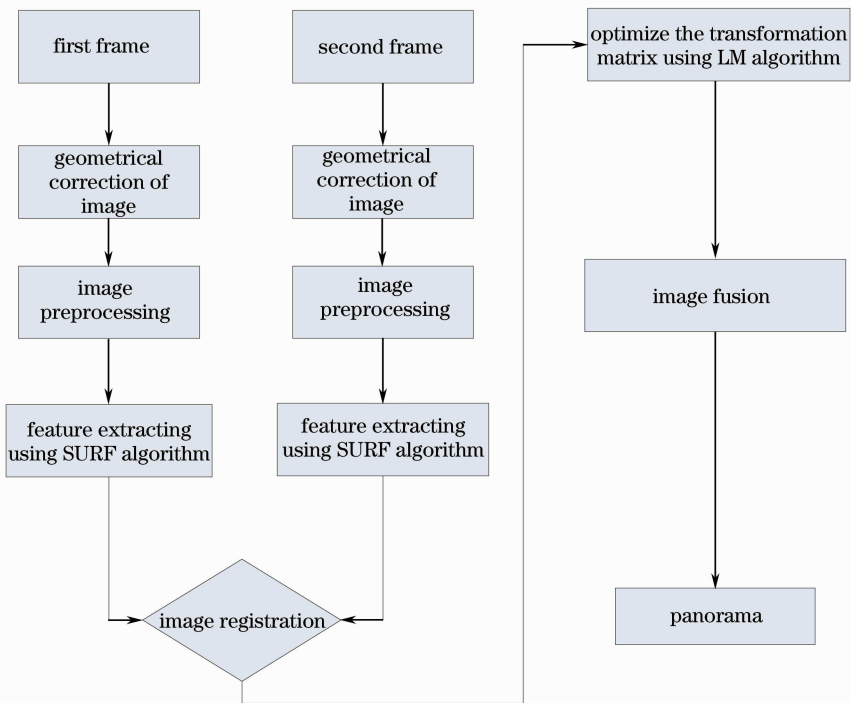 first frame
geometrical
correction of
image
image
preprocessing
feature extracting
using SURF algorithm
second frame
geometrical
correction of
image
image
preprocessing
feature extracting
using SURF algorithm
image registration
optimize the transformation
matrix using LM algorithm
image fusion
panorama